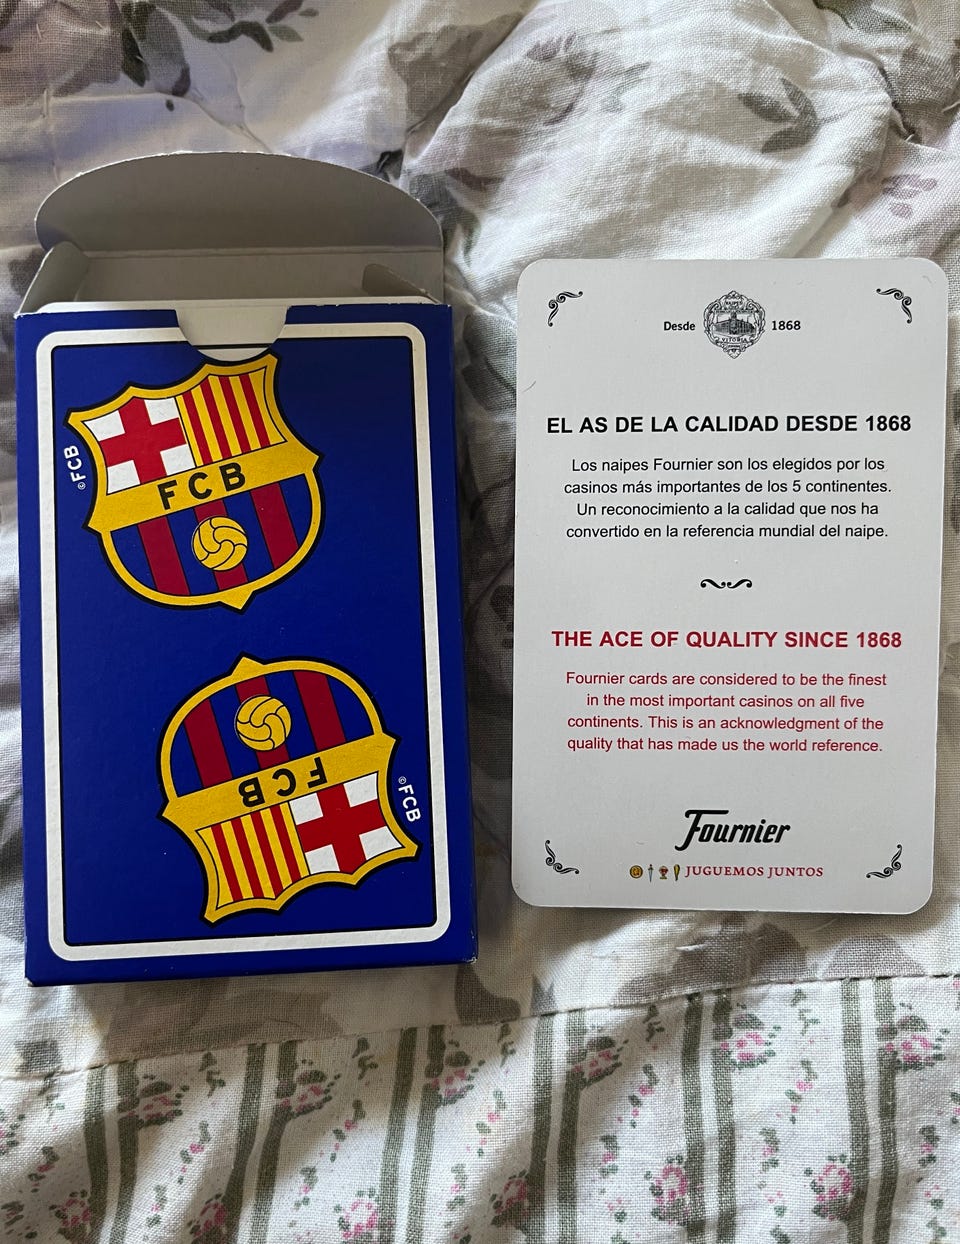 ©FCB
FCB
FCB
©FCB
Desde 1868
VITORIA
EL AS DE LA CALIDAD DESDE 1868
Los naipes Fournier son los elegidos por los
casinos más importantes de los 5 continentes.
Un reconocimiento a la calidad que nos ha
convertido en la referencia mundial del naipe.
THE ACE OF QUALITY SINCE 1868
Fournier cards are considered to be the finest
in the most important casinos on all five
continents. This is an acknowledgment of the
quality that has made us the world reference.
Fournier
JUGUEMOS JUNTOS